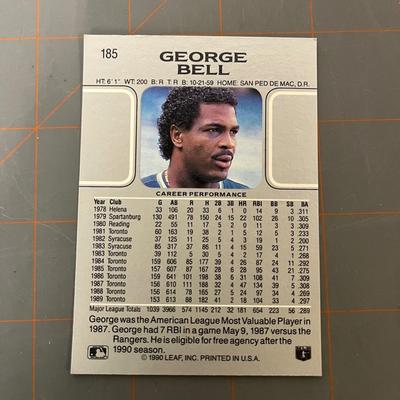 185
GEORGE
BELL
HT: 6'1" WT: 200 B: R T: R B: 10-21-59 HOME: SAN PED DE MAC, D.R.
CAREER PERFORMANCE
Year Club G AB R H 2B 3B HR RBI BB SB BA
1978 Helena 33 106 20 33 6 1 0 14 9 3 .311
1979 Spartanburg 130 491 78 150 24 15 22 102 26 10 .305
1980 Reading 22 55 11 17 5 2 0 11 3 3 .309
1981 Toronto 60 163 19 38 2 1 5 12 5 3 .233
1982 Syracuse 37 125 11 25 5 1 3 18 4 3 .200
1983 Syracuse 85 317 37 86 11 4 15 59 23 5 .271
1983 Toronto 39 112 5 30 5 4 2 17 4 1 .268
1984 Toronto 159 606 85 177 39 4 26 87 24 11 .292
1985 Toronto 157 607 87 167 28 6 28 95 43 21 .275
1986 Toronto 159 641 101 198 38 6 31 108 41 7 .309
1987 Toronto 156 610 111 188 32 4 47 134 39 5 .308
1988 Toronto 156 614 78 165 27 5 24 97 34 4 .269
1989 Toronto 153 613 88 182 41 2 18 104 33 4 .297
Major League Totals 1039 3966 574 1145 212 32 181 654 223 56 .289
George was the American League Most Valuable Player in
1987. George had 7 RBI in a game May 9, 1987 versus the
Rangers. He is eligible for free agency after the
1990 season.
© 1990 LEAF, INC. PRINTED IN U.S.A.